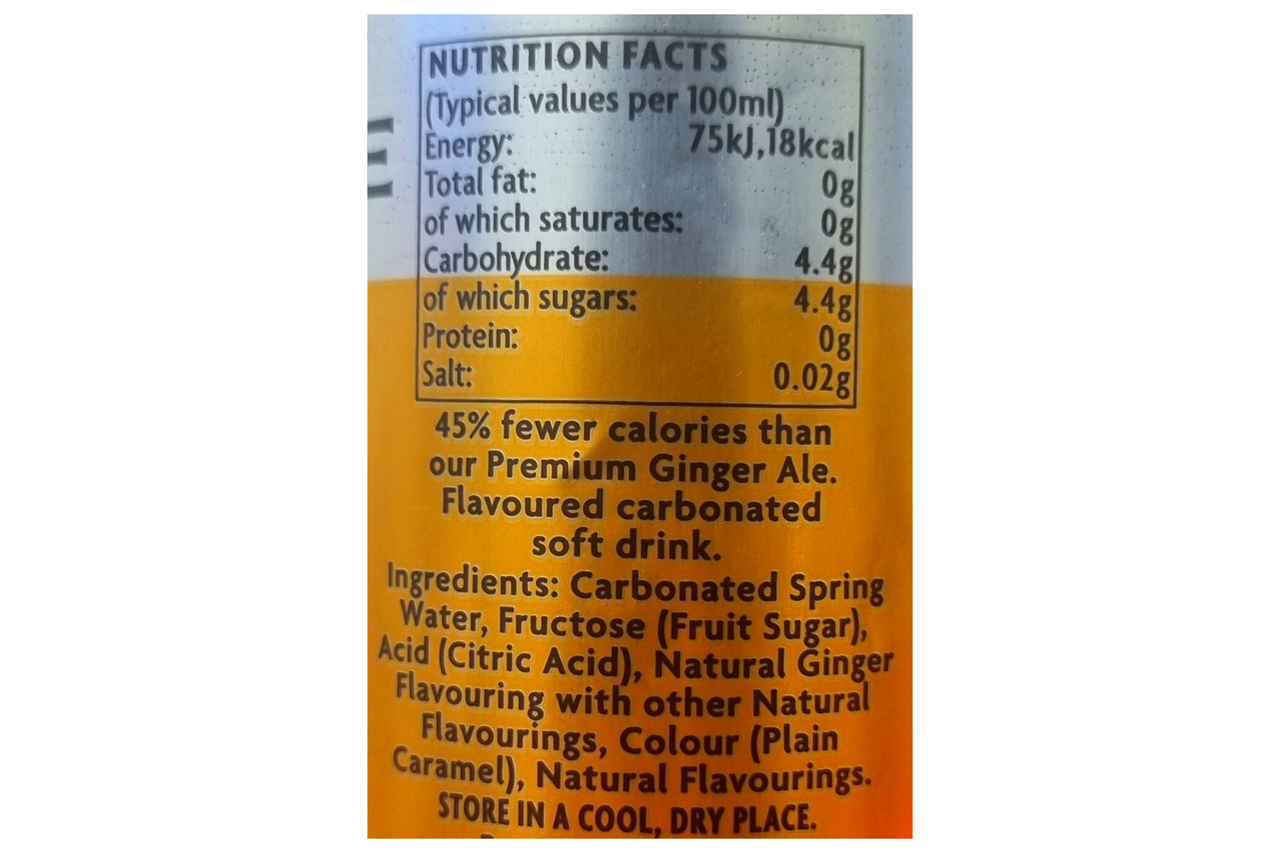 E
NUTRITION FACTS
(Typical values per 100ml)
Energy: 75kJ,18kcal
Total fat: 0g
of which saturates: 0g
Carbohydrate: 4.4g
of which sugars: 4.4g
Protein: 0g
Salt: 0.02g
45% fewer calories than
our Premium Ginger Ale.
Flavoured carbonated
soft drink.
Ingredients: Carbonated Spring
Water, Fructose (Fruit Sugar),
Acid (Citric Acid), Natural Ginger
Flavouring with other Natural
Flavourings, Colour (Plain
Caramel), Natural Flavourings.
STORE IN A COOL, DRY PLACE.